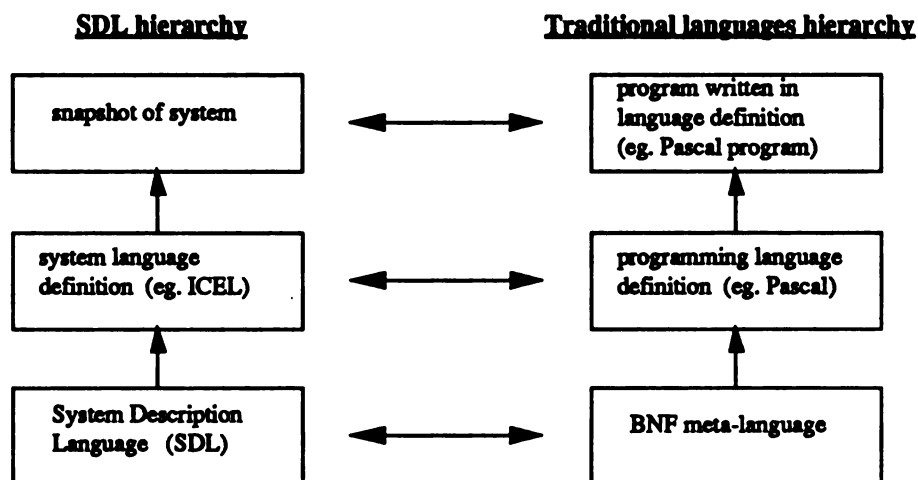 SDL hierarchy
Traditional languages hierarchy
snapshot of system
program written in
language definition
(eg. Pascal program)
system language
definition (eg. ICEL)
programming language
definition (eg. Pascal)
System Description
Language (SDL)
BNF meta-language